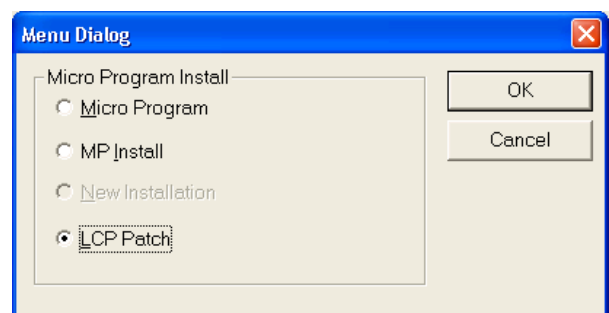 Menu Dialog
Micro Program Install
Micro Program
MP Install
New Installation
LCP Patch
OK
Cancel